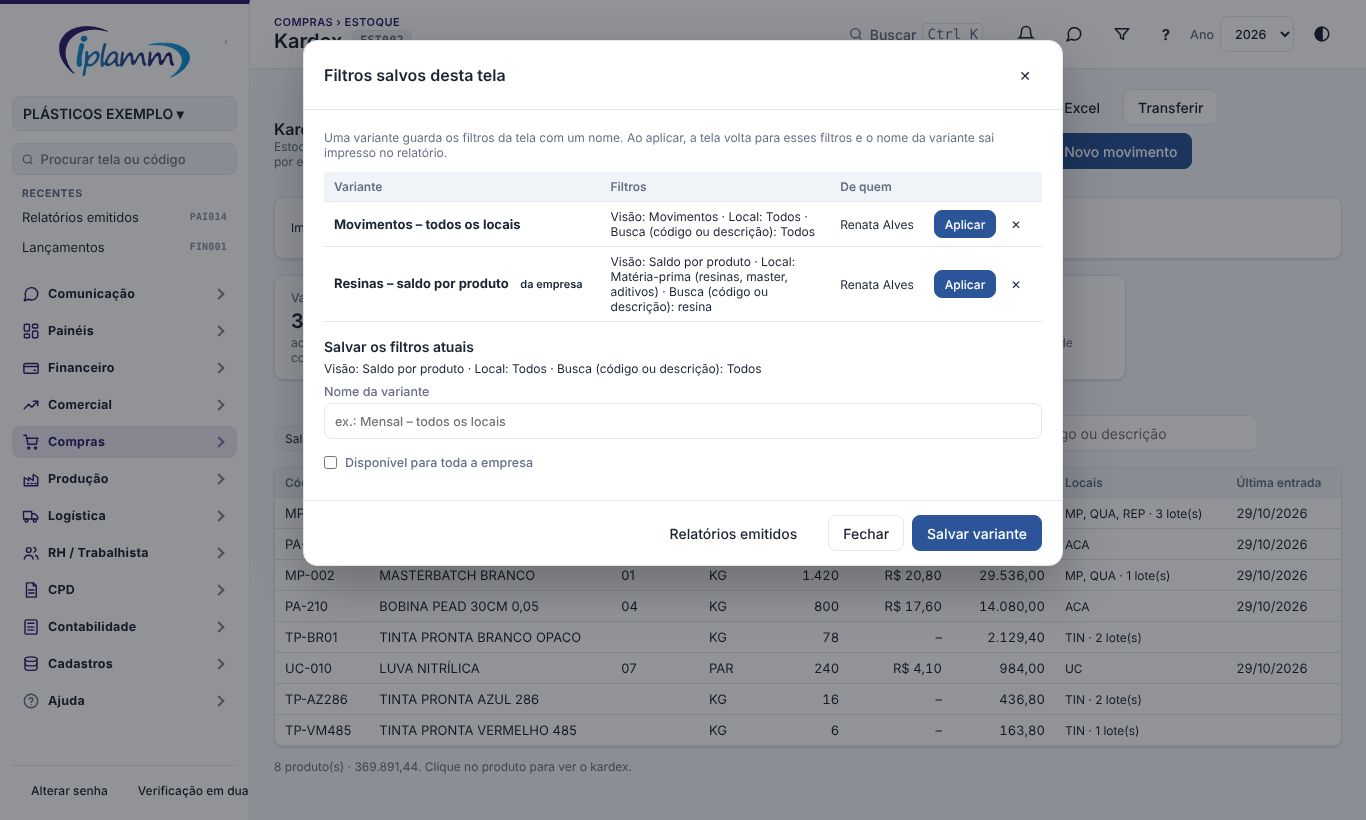 iplamm
PLÁSTICOS EXEMPLO ▾
Procurar tela ou código
RECENTES
Relatórios emitidos PAI014
Lançamentos FIN001
Comunicação
Painéis
Financeiro
Comercial
Compras
Produção
Logística
RH / Trabalhista
CPD
Contabilidade
Cadastros
Ajuda
Alterar senha Verificação em dua
COMPRAS › ESTOQUE
Kardex EST002
Buscar Ctrl K
? Ano 2026
Excel Transferir
Novo movimento
Filtros salvos desta tela ×
Uma variante guarda os filtros da tela com um nome. Ao aplicar, a tela volta para esses filtros e o nome da variante sai
impresso no relatório.
Variante Filtros De quem
Movimentos – todos os locais Visão: Movimentos · Local: Todos · Busca (código ou descrição): Todos Renata Alves Aplicar ×
Resinas – saldo por produto da empresa Visão: Saldo por produto · Local: Matéria-prima (resinas, master, aditivos) · Busca (código ou descrição): resina Renata Alves Aplicar ×
Salvar os filtros atuais
Visão: Saldo por produto · Local: Todos · Busca (código ou descrição): Todos
Nome da variante
ex.: Mensal – todos os locais
Disponível para toda a empresa
Relatórios emitidos Fechar Salvar variante
ou descrição
Locais Última entrada
MP, QUA, REP · 3 lote(s) 29/10/2026
ACA 29/10/2026
MP-002 MASTERBATCH BRANCO 01 KG 1.420 R$ 20,80 29.536,00 MP, QUA · 1 lote(s) 29/10/2026
PA-210 BOBINA PEAD 30CM 0,05 04 KG 800 R$ 17,60 14.080,00 ACA 29/10/2026
TP-BR01 TINTA PRONTA BRANCO OPACO KG 78 – 2.129,40 TIN · 2 lote(s)
UC-010 LUVA NITRÍLICA 07 PAR 240 R$ 4,10 984,00 UC 29/10/2026
TP-AZ286 TINTA PRONTA AZUL 286 KG 16 – 436,80 TIN · 2 lote(s)
TP-VM485 TINTA PRONTA VERMELHO 485 KG 6 – 163,80 TIN · 1 lote(s)
8 produto(s) · 369.891,44. Clique no produto para ver o kardex.